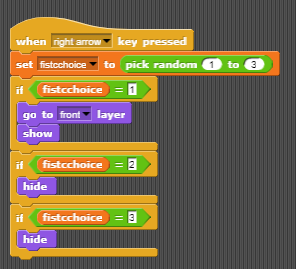 when right arrow key pressed
set fistcchoice to pick random 1 to 3
if fistcchoice = 1
go to front layer
show
if fistcchoice = 2
hide
if fistcchoice = 3
hide